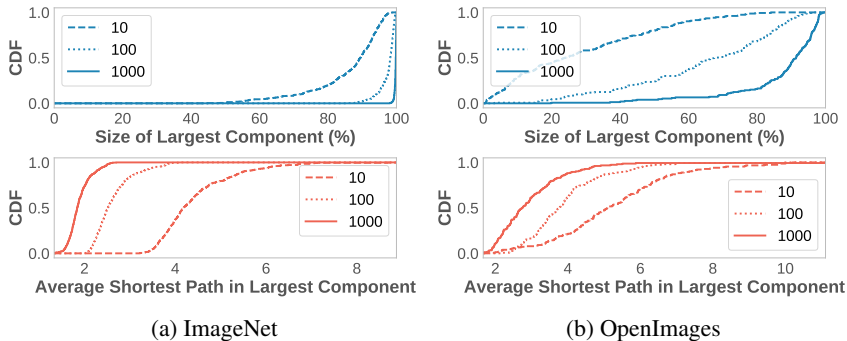 CDF
1.0
0.5
0.0
10
100
1000
0 20 40 60 80 100
Size of Largest Component (%)
CDF
1.0
0.5
0.0
10
100
1000
0 20 40 60 80 100
Size of Largest Component (%)
CDF
1.0
0.5
0.0
10
100
1000
2 4 6 8
Average Shortest Path in Largest Component
CDF
1.0
0.5
0.0
10
100
1000
2 4 6 8 10
Average Shortest Path in Largest Component
(a) ImageNet
(b) OpenImages